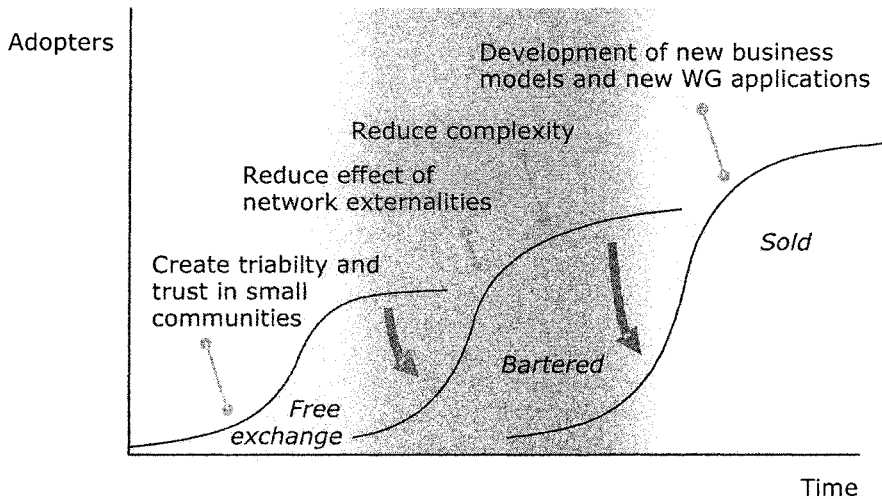 Adopters
Development of new business
models and new WG applications
Reduce complexity
Reduce effect of
network externalities
Create triabilty and
trust in small
communities
Sold
Bartered
Free
exchange
Time